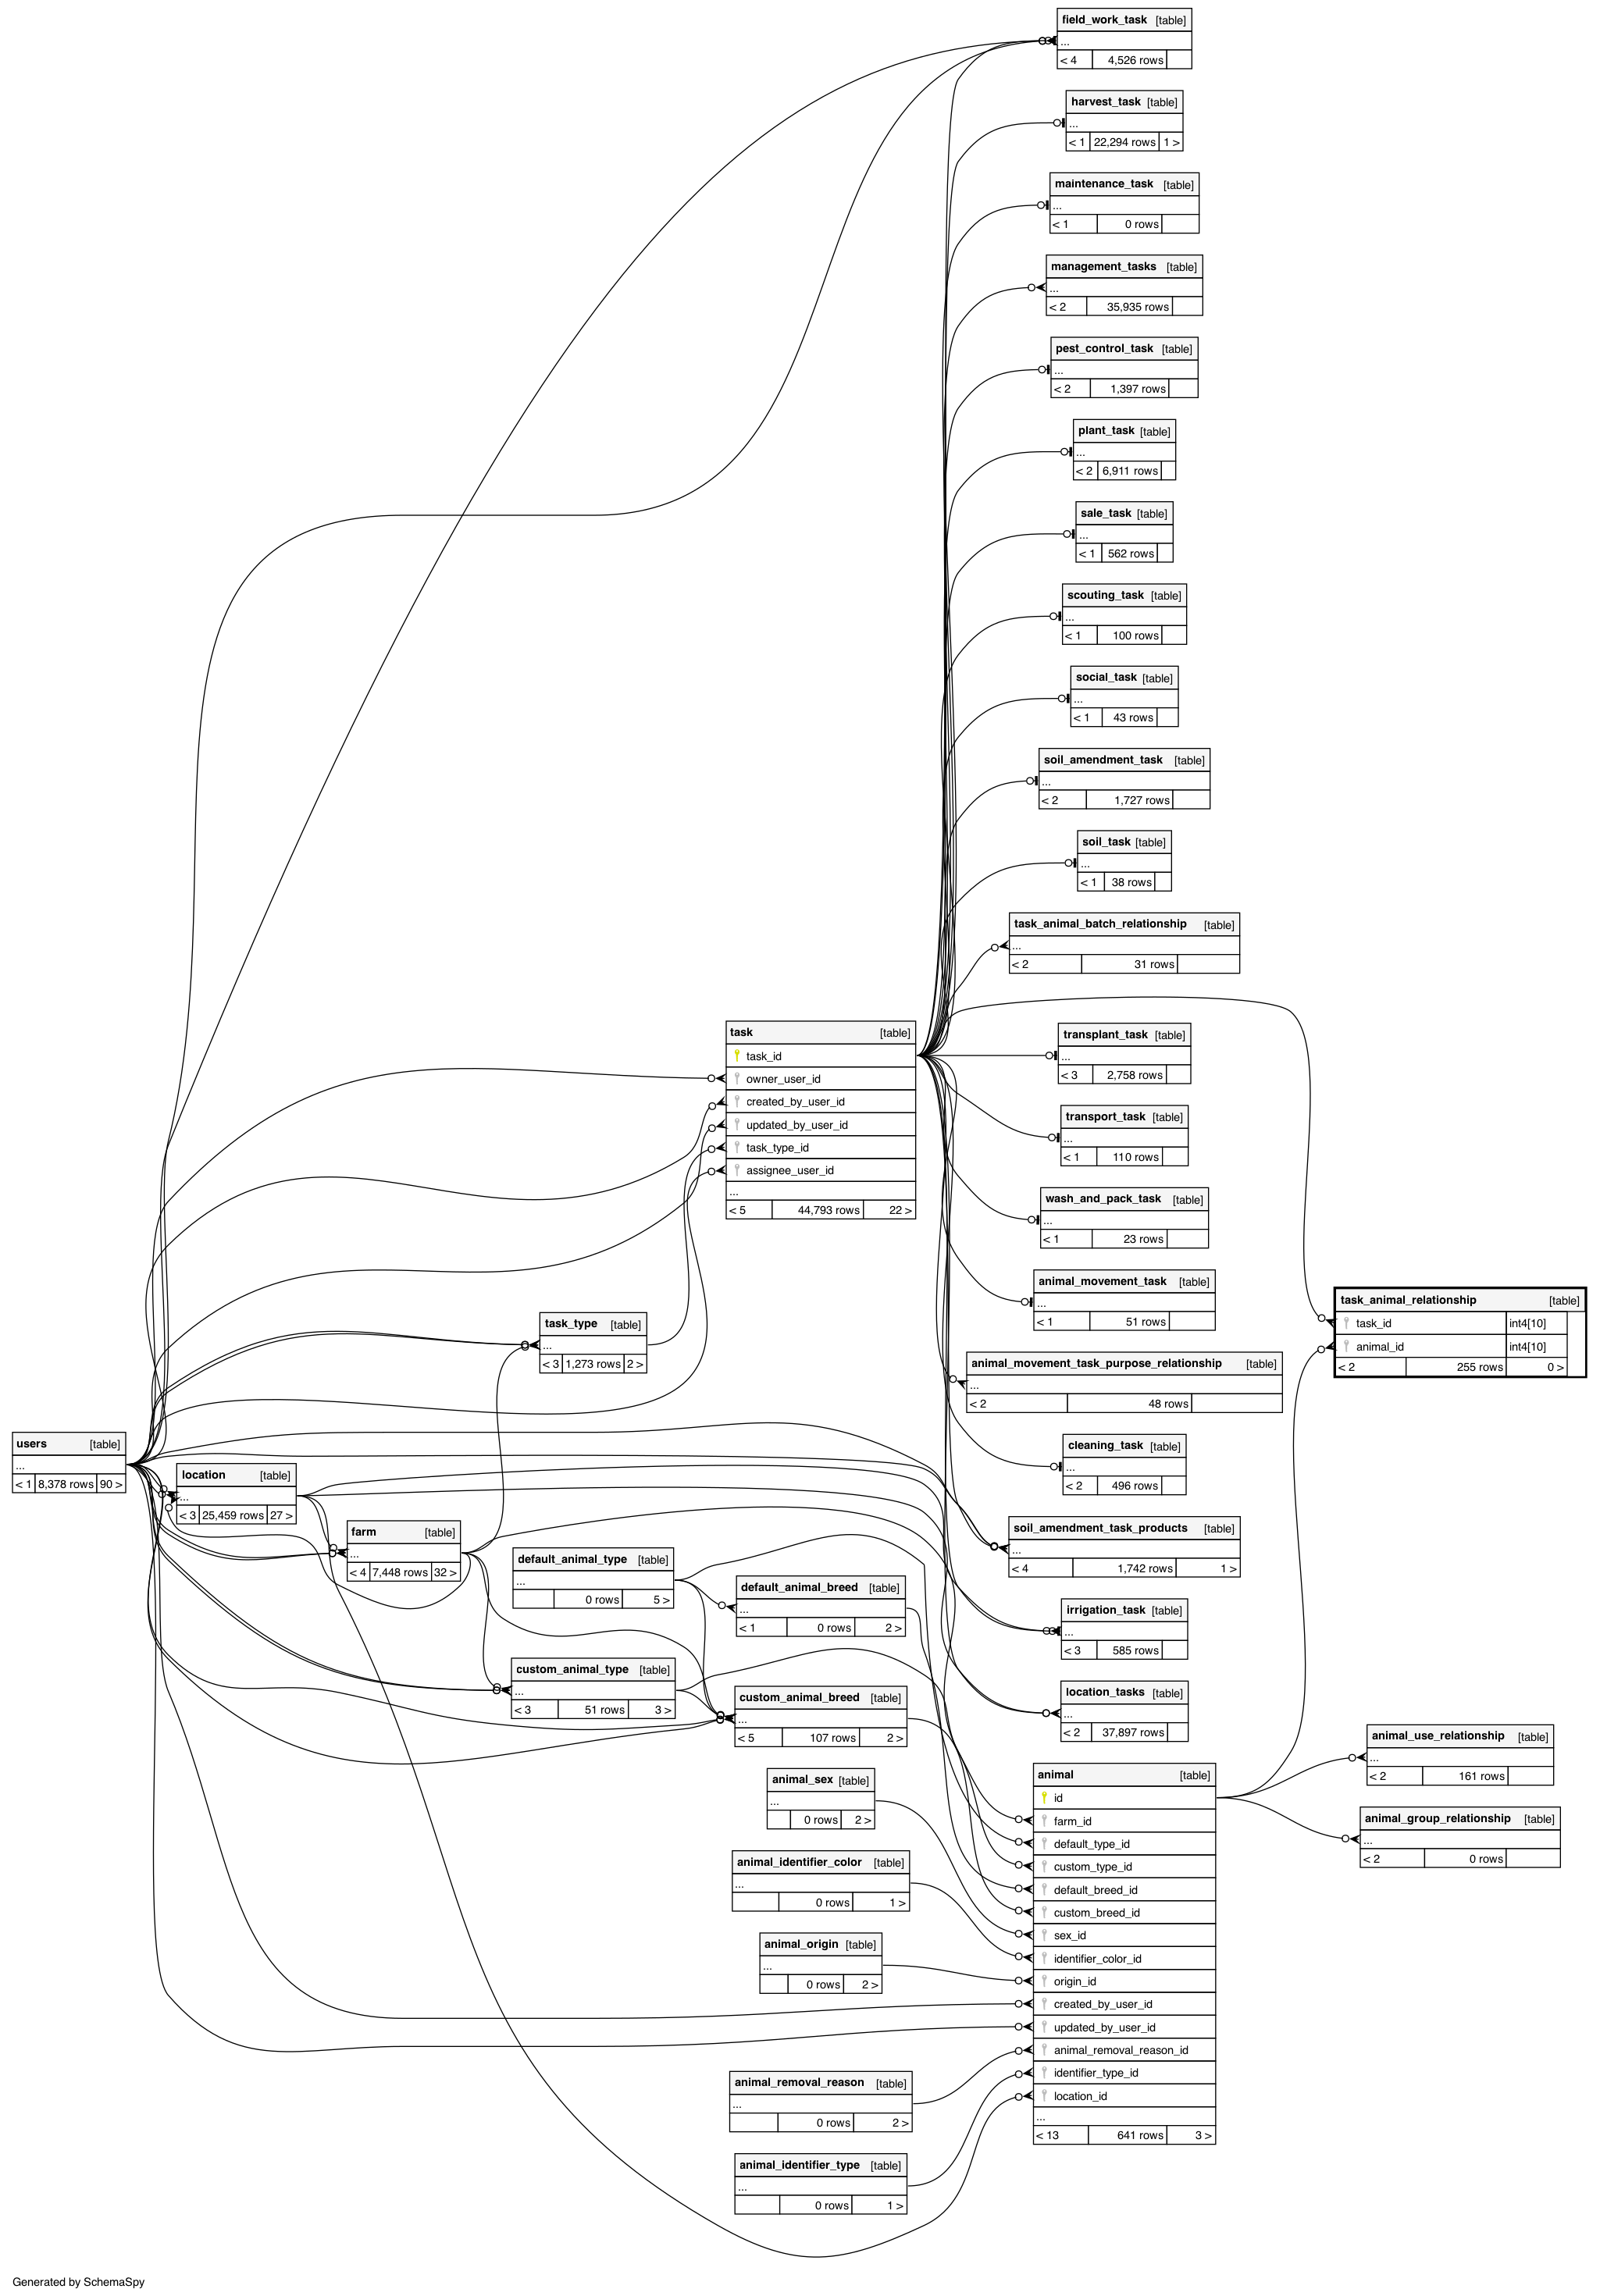 field_work_task [table]
...
< 4 4,526 rows
harvest_task [table]
...
< 1 22,294 rows 1 >
maintenance_task [table]
...
< 1 0 rows
management_tasks [table]
...
< 2 35,935 rows
pest_control_task [table]
...
< 2 1,397 rows
plant_task [table]
...
< 2 6,911 rows
sale_task [table]
...
< 1 562 rows
scouting_task [table]
...
< 1 100 rows
social_task [table]
...
< 1 43 rows
soil_amendment_task [table]
...
< 2 1,727 rows
soil_task [table]
...
< 1 38 rows
task_animal_batch_relationship [table]
...
< 2 31 rows
task [table]
task_id
owner_user_id
created_by_user_id
updated_by_user_id
task_type_id
assignee_user_id
...
< 5 44,793 rows 22 >
transplant_task [table]
...
< 3 2,758 rows
transport_task [table]
...
< 1 110 rows
wash_and_pack_task [table]
...
< 1 23 rows
animal_movement_task [table]
...
< 1 51 rows
task_animal_relationship [table]
task_id int4[10]
animal_id int4[10]
< 2 255 rows 0 >
task_type [table]
...
< 3 1,273 rows 2 >
animal_movement_task_purpose_relationship [table]
...
< 2 48 rows
users [table]
...
< 1 8,378 rows 90 >
cleaning_task [table]
...
< 2 496 rows
location [table]
...
< 3 25,459 rows 27 >
farm [table]
...
< 4 7,448 rows 32 >
soil_amendment_task_products [table]
...
< 4 1,742 rows 1 >
default_animal_type [table]
...
0 rows 5 >
default_animal_breed [table]
...
< 1 0 rows 2 >
irrigation_task [table]
...
< 3 585 rows
custom_animal_type [table]
...
< 3 51 rows 3 >
custom_animal_breed [table]
...
< 5 107 rows 2 >
location_tasks [table]
...
< 2 37,897 rows
animal_use_relationship [table]
...
< 2 161 rows
animal_group_relationship [table]
...
< 2 0 rows
animal_sex [table]
...
0 rows 2 >
animal_identifier_color [table]
...
0 rows 1 >
animal_origin [table]
...
0 rows 2 >
animal [table]
id
farm_id
default_type_id
custom_type_id
default_breed_id
custom_breed_id
sex_id
identifier_color_id
origin_id
created_by_user_id
updated_by_user_id
animal_removal_reason_id
identifier_type_id
location_id
...
< 13 641 rows 3 >
animal_removal_reason [table]
...
0 rows 2 >
animal_identifier_type [table]
...
0 rows 1 >
Generated by SchemaSpy